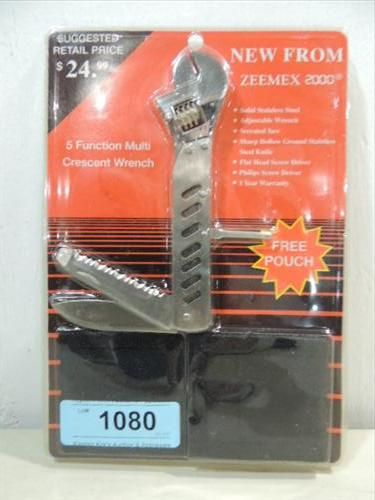 SUGGESTED
RETAIL PRICE
$24.99
NEW FROM
ZEEMEX 2000®
5 Function Multi
Crescent Wrench
• Solid Stainless Steel
• Adjustable Wrench
• Serrated Jaw
• Sharp Hollow Ground Stainless
Steel Knife
• Flat Head Screw Driver
• Philips Screw Driver
• 1 Year Warranty
FREE
POUCH
Lot#
1080